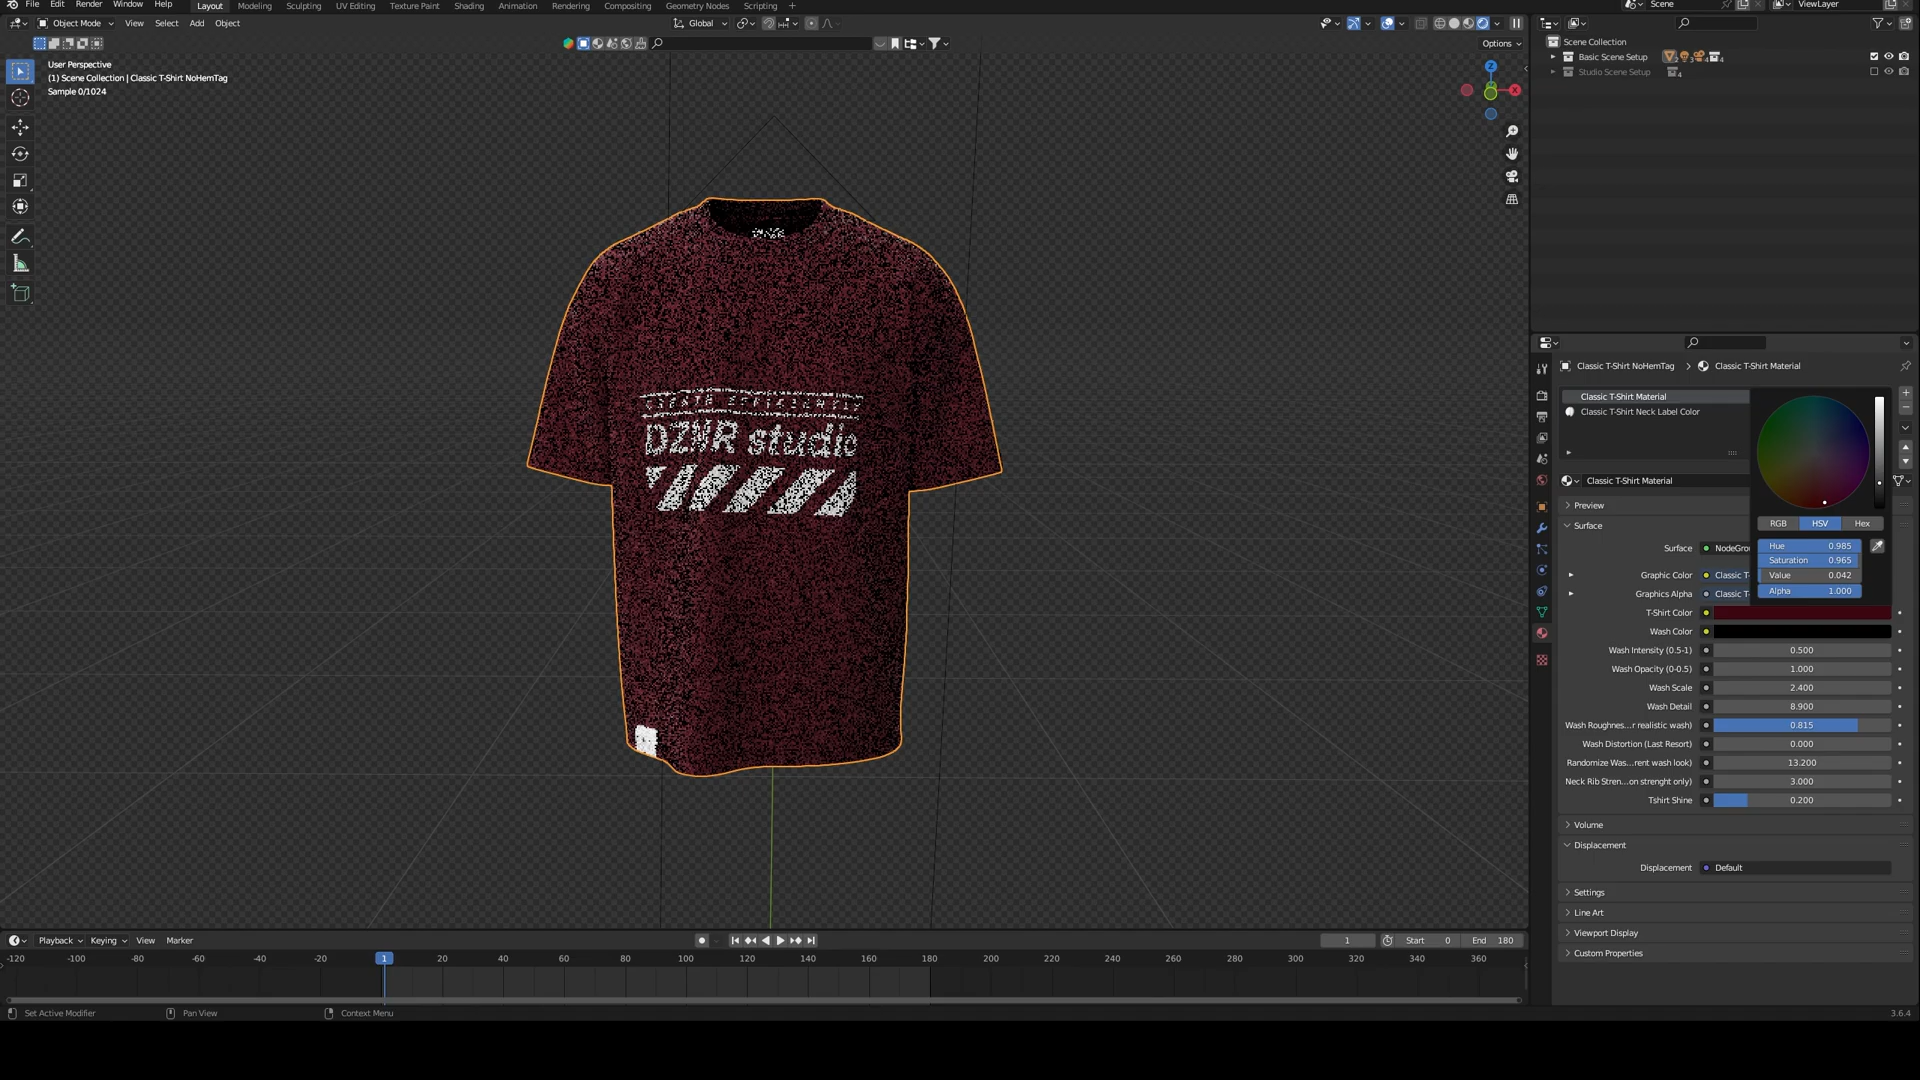 File Edit Render Window Help
Layout Modeling Sculpting UV Editing Texture Paint Shading Animation Rendering Compositing Geometry Nodes Scripting +
Scene
ViewLayer
Object Mode View Select Add Object
Global
Options
User Perspective
(1) Scene Collection | Classic T-Shirt NoHemTag
Sample 0/1024
Z
X
DZNR studio
Scene Collection
Basic Scene Setup
2 3 4 4
Studio Scene Setup
4
Classic T-Shirt NoHemTag > Classic T-Shirt Material
Classic T-Shirt Material
Classic T-Shirt Neck Label Color
Classic T-Shirt Material
RGB HSV Hex
Hue 0.985
Saturation 0.965
Value 0.042
Alpha 1.000
Preview
Surface
Surface NodeGrou
Graphic Color Classic T-
Graphics Alpha Classic T-
T-Shirt Color
Wash Color
Wash Intensity (0.5-1) 0.500
Wash Opacity (0-0.5) 1.000
Wash Scale 2.400
Wash Detail 8.900
Wash Roughnes...r realistic wash) 0.815
Wash Distortion (Last Resort) 0.000
Randomize Was...rent wash look) 13.200
Neck Rib Stren...on strenght only) 3.000
Tshirt Shine 0.200
Volume
Displacement
Displacement Default
Settings
Line Art
Viewport Display
Custom Properties
Playback Keying View Marker
1 Start 0 End 180
-120 -100 -80 -60 -40 -20 1 20 40 60 80 100 120 140 160 180 200 220 240 260 280 300 320 340 360
Set Active Modifier Pan View Context Menu
3.6.4